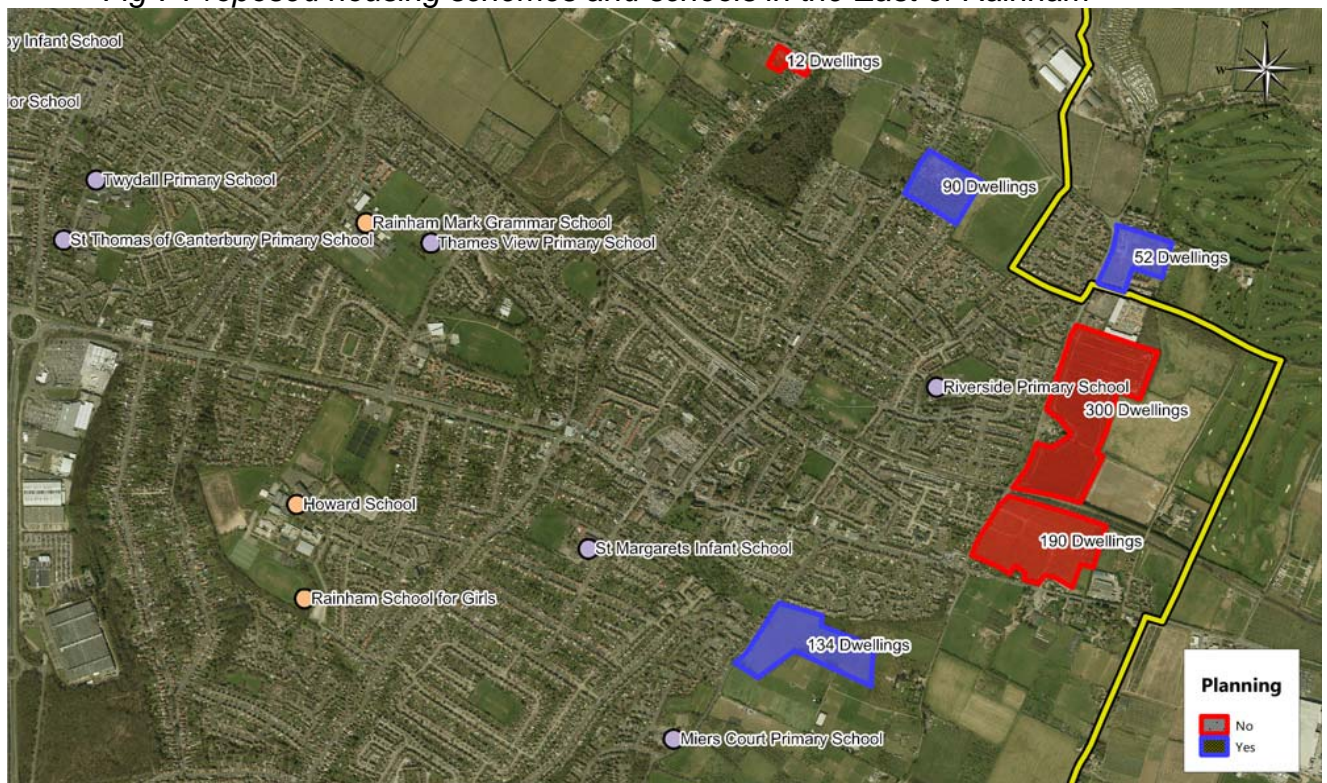 Fig 7 Proposed housing schemes and schools in the East of Rainham
by Infant School
12 Dwellings
N
W E
lor School
Twydall Primary School
90 Dwellings
Rainham Mark Grammar School
St Thomas of Canterbury Primary School
Thames View Primary School
52 Dwellings
Riverside Primary School
300 Dwellings
Howard School
190 Dwellings
St Margarets Infant School
Rainham School for Girls
134 Dwellings
Miers Court Primary School
Planning
No
Yes